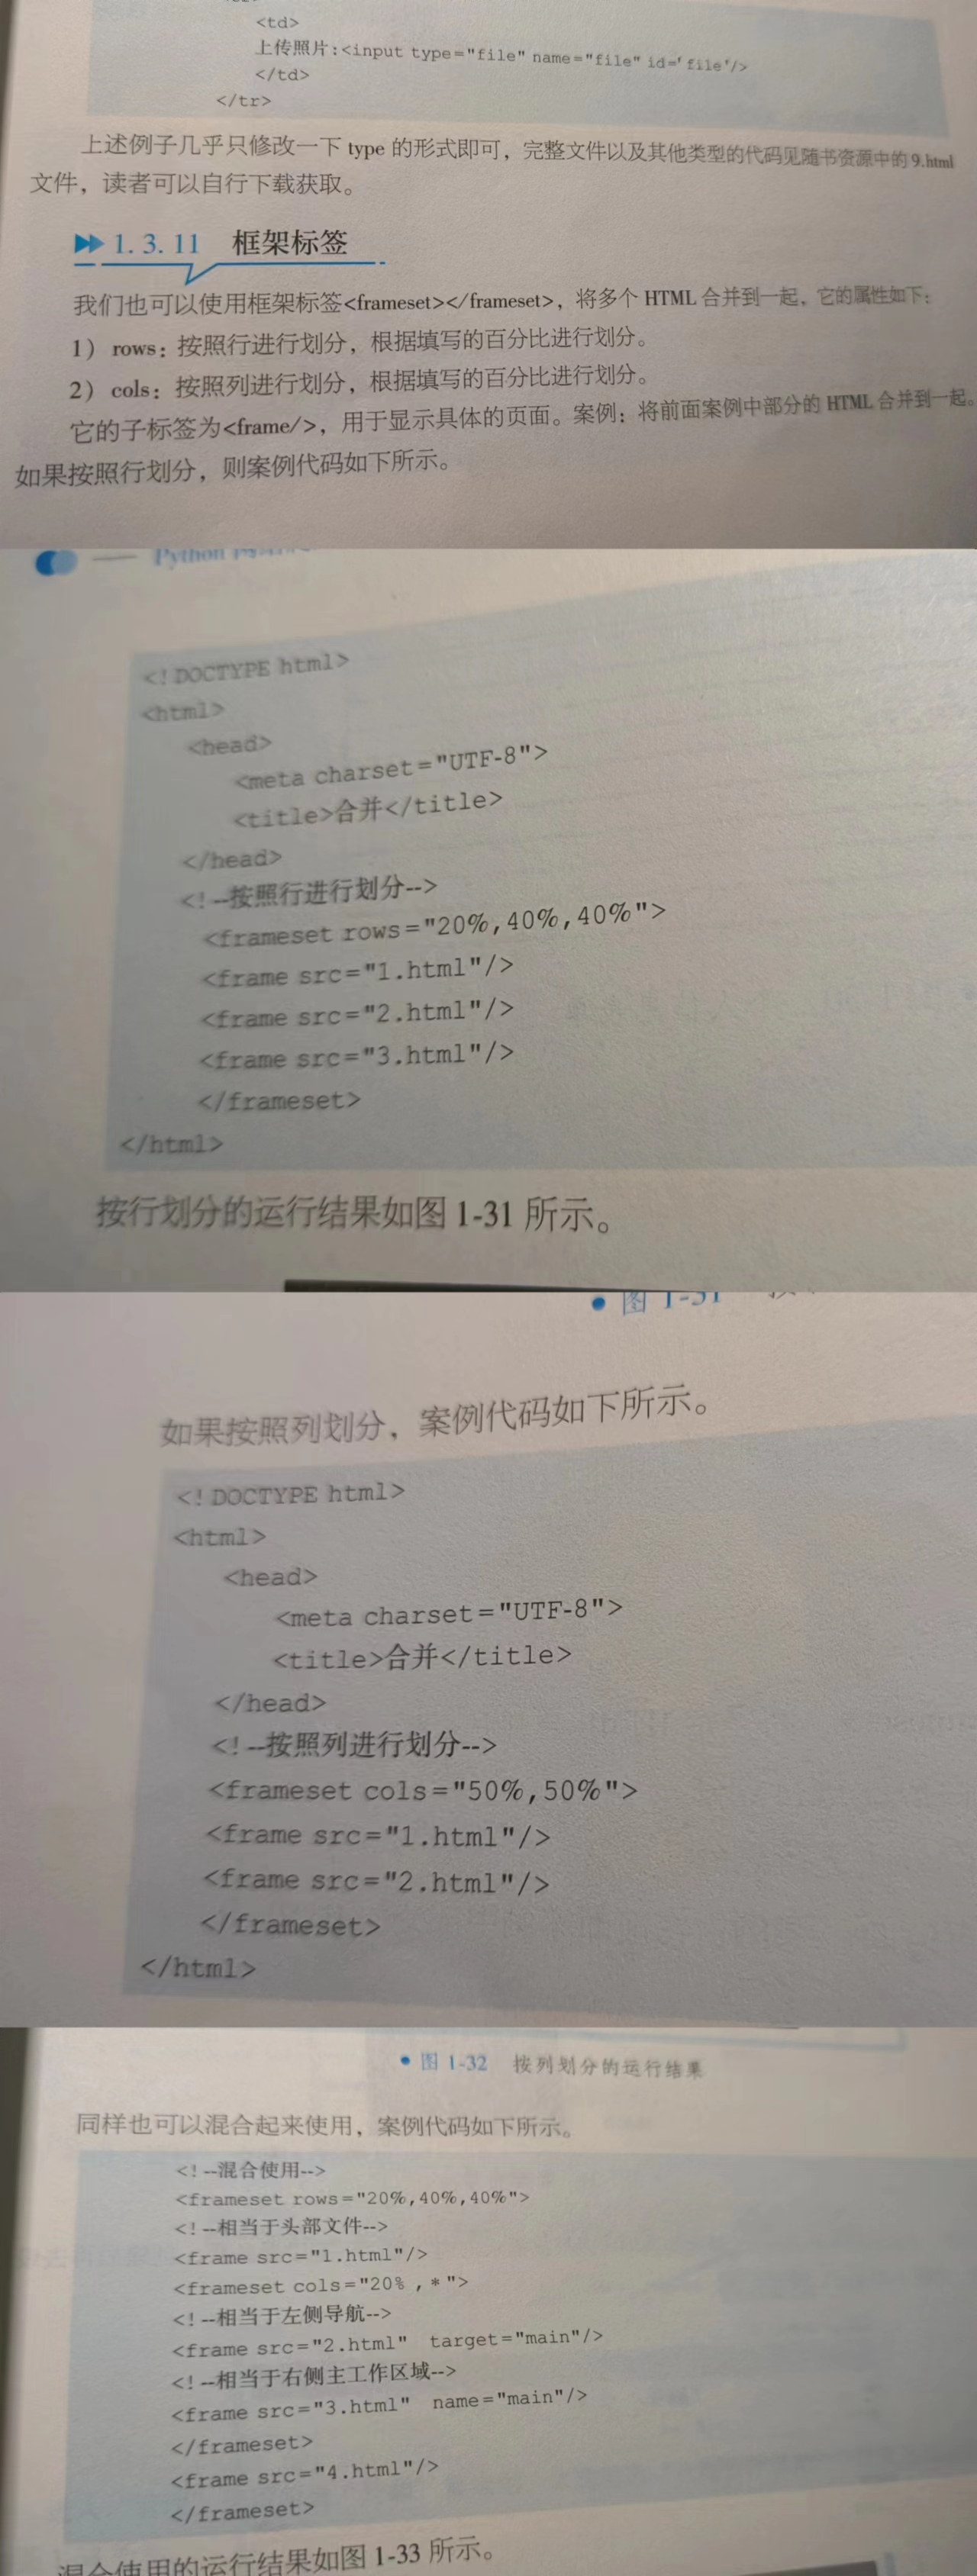 <td>
上传照片:<input type="file" name="file" id='file'/>
</td>
</tr>
上述例子几乎只修改一下 type 的形式即可，完整文件以及其他类型的代码见随书资源中的 9.html
文件，读者可以自行下载获取。
1.3.11 框架标签
我们也可以使用框架标签<frameset></frameset>，将多个 HTML 合并到一起，它的属性如下：
1） rows：按照行进行划分，根据填写的百分比进行划分。
2） cols：按照列进行划分，根据填写的百分比进行划分。
它的子标签为<frame/>，用于显示具体的页面。案例：将前面案例中部分的 HTML 合并到一起。
如果按照行划分，则案例代码如下所示。
Python
<!DOCTYPE html>
<html>
<head>
<meta charset="UTF-8">
<title>合并</title>
</head>
<!--按照行进行划分-->
<frameset rows="20%,40%,40%">
<frame src="1.html"/>
<frame src="2.html"/>
<frame src="3.html"/>
</frameset>
</html>
按行划分的运行结果如图 1-31 所示。
图 1-31
如果按照列划分，案例代码如下所示。
<!DOCTYPE html>
<html>
<head>
<meta charset="UTF-8">
<title>合并</title>
</head>
<!--按照列进行划分-->
<frameset cols="50%,50%">
<frame src="1.html"/>
<frame src="2.html"/>
</frameset>
</html>
图 1-32 按列划分的运行结果
同样也可以混合起来使用，案例代码如下所示。
<!--混合使用-->
<frameset rows="20%,40%,40%">
<!--相当于头部文件-->
<frame src="1.html"/>
<frameset cols="20% ,*">
<!--相当于左侧导航-->
<frame src="2.html" target="main"/>
<!--相当于右侧主工作区域-->
<frame src="3.html" name="main"/>
</frameset>
<frame src="4.html"/>
</frameset>
混合使用的运行结果如图 1-33 所示。